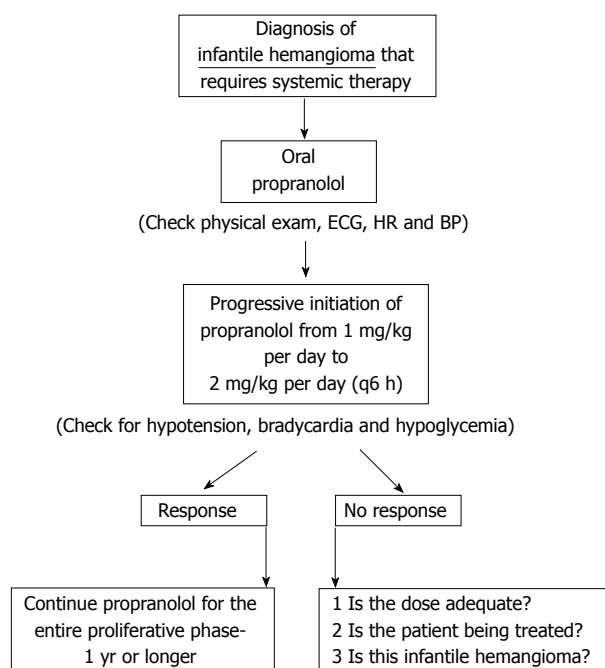 Diagnosis of
infantile hemangioma that
requires systemic therapy
Oral
propranolol
(Check physical exam, ECG, HR and BP)
Progressive initiation of
propranolol from 1 mg/kg
per day to
2 mg/kg per day (q6 h)
(Check for hypotension, bradycardia and hypoglycemia)
Response
No response
Continue propranolol for the
entire proliferative phase-
1 yr or longer
1 Is the dose adequate?
2 Is the patient being treated?
3 Is this infantile hemangioma?